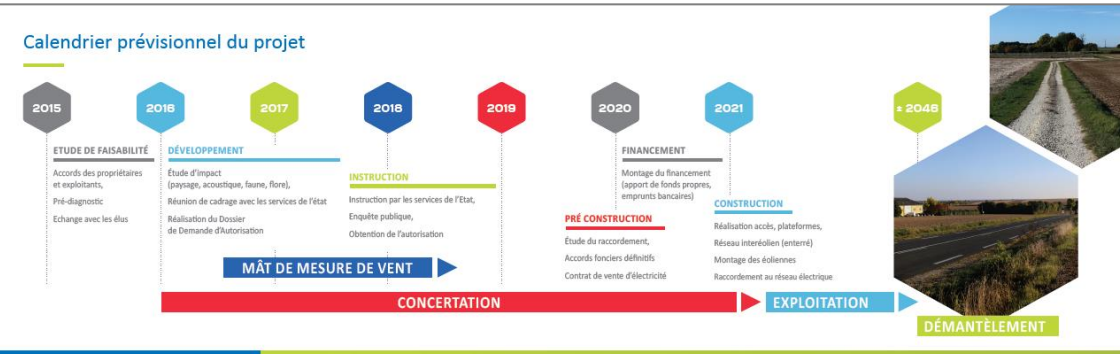 Calendrier prévisionnel du projet
2015
2016
2017
2018
2019
2020
2021
± 2046
ETUDE DE FAISABILITÉ
Accords des propriétaires
et exploitants,
Pré-diagnostic
Echange avec les élus
DÉVELOPPEMENT
Étude d'impact
(paysage, acoustique, faune, flore),
Réunion de cadrage avec les services de l'état
Réalisation du Dossier
de Demande d'Autorisation
INSTRUCTION
Instruction par les services de l'Etat,
Enquête publique,
Obtention de l'autorisation
FINANCEMENT
Montage du financement
(apport de fonds propres,
emprunts bancaires)
PRÉ CONSTRUCTION
Étude du raccordement,
Accords fonciers définitifs
Contrat de vente d'électricité
CONSTRUCTION
Réalisation accès, plateformes,
Réseau interéolien (enterré)
Montage des éoliennes
Raccordement au réseau électrique
MÂT DE MESURE DE VENT
CONCERTATION
EXPLOITATION
DÉMANTÈLEMENT